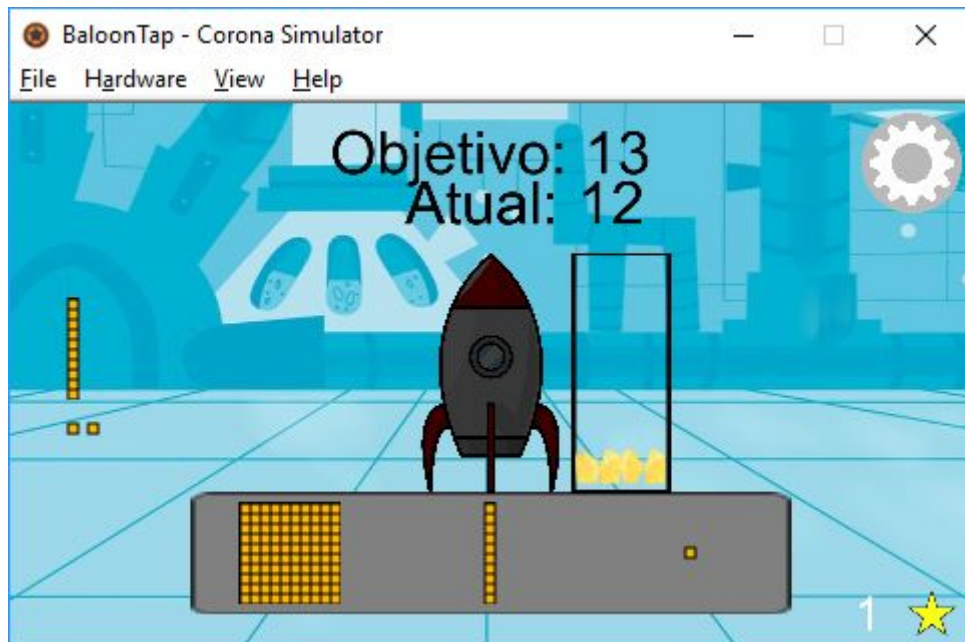 BaloonTap - Corona Simulator
File Hardware View Help
Objetivo: 13
Atual: 12
1